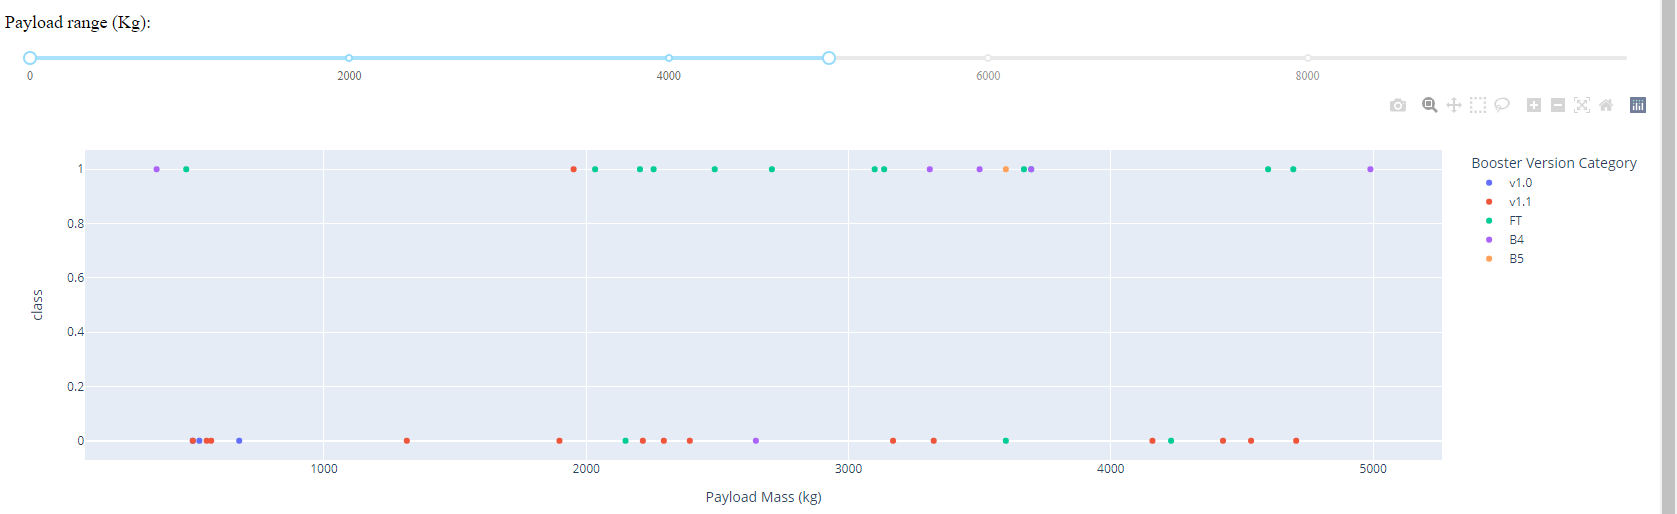 Payload range (Kg):
0 2000 4000 6000 8000
Booster Version Category
v1.0
v1.1
FT
B4
B5
1
0.8
0.6
0.4
0.2
0
class
1000 2000 3000 4000 5000
Payload Mass (kg)